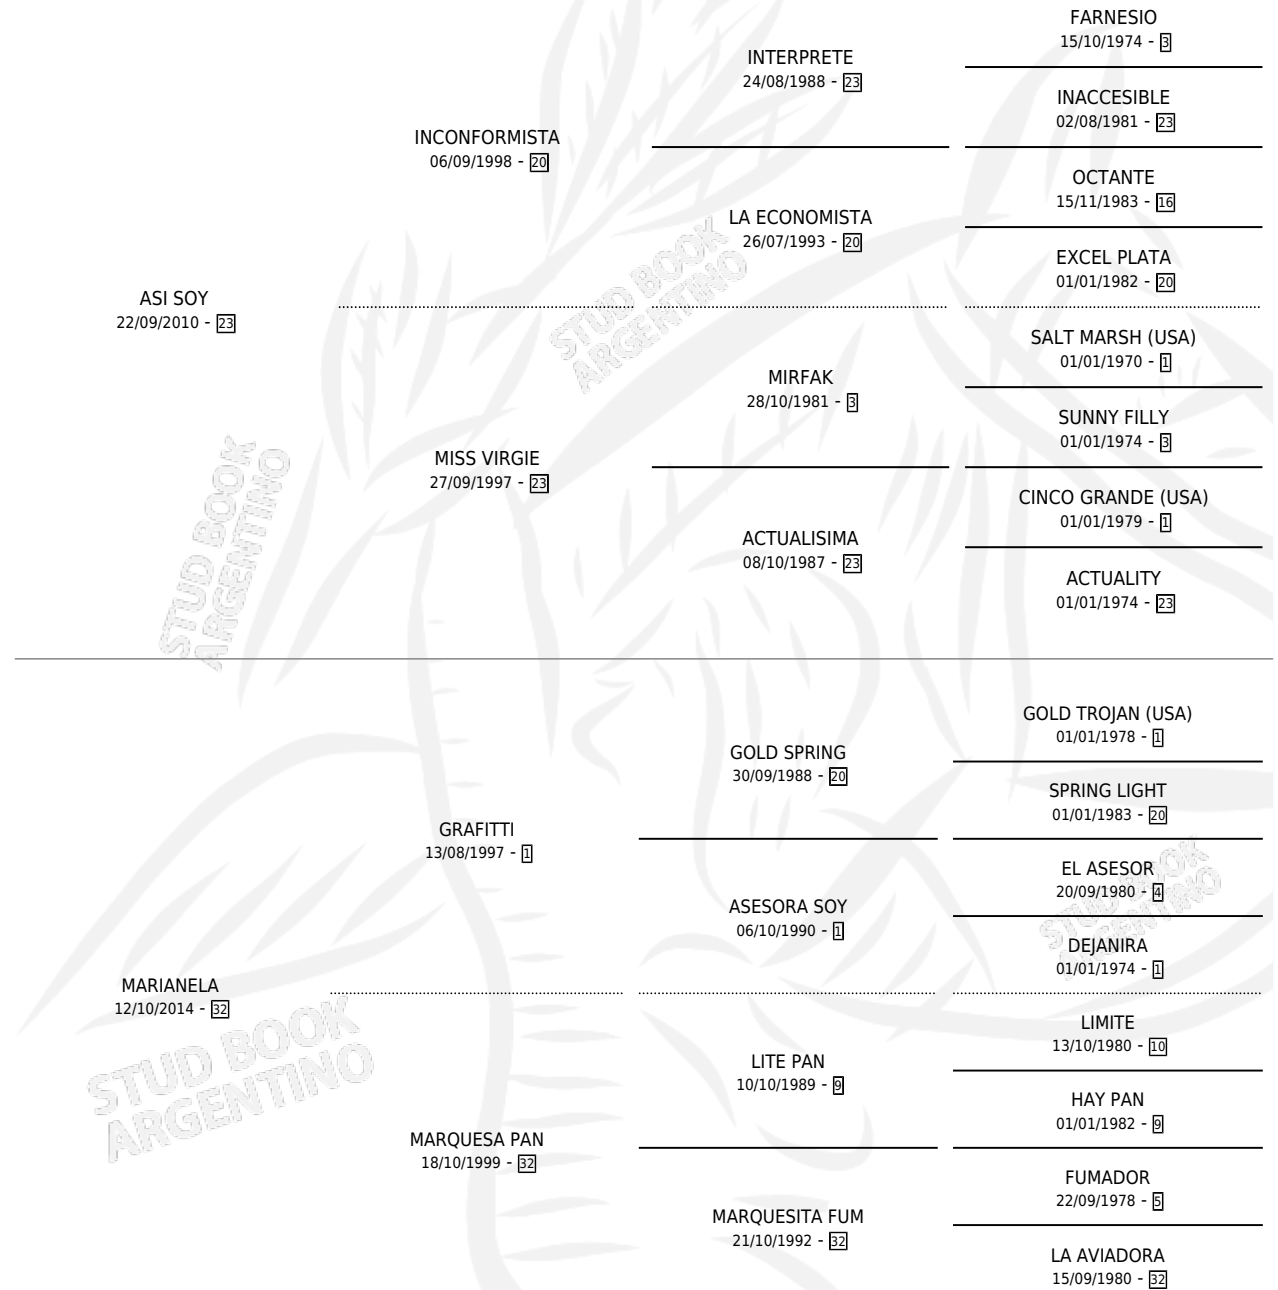 FARNESIO
15/10/1974 - 3
INTERPRETE
24/08/1988 - 23
INACCESIBLE
02/08/1981 - 23
INCONFORMISTA
06/09/1998 - 20
OCTANTE
15/11/1983 - 16
LA ECONOMISTA
26/07/1993 - 20
EXCEL PLATA
01/01/1982 - 20
ASI SOY
22/09/2010 - 23
STUD BOOK
ARGENTINO
SALT MARSH (USA)
01/01/1970 - 1
MIRFAK
28/10/1981 - 3
SUNNY FILLY
01/01/1974 - 3
MISS VIRGIE
27/09/1997 - 23
CINCO GRANDE (USA)
01/01/1979 - 1
ACTUALISIMA
08/10/1987 - 23
ACTUALITY
01/01/1974 - 23
STUD BOOK
ARGENTINO
GOLD TROJAN (USA)
01/01/1978 - 1
GOLD SPRING
30/09/1988 - 20
SPRING LIGHT
01/01/1983 - 20
GRAFITTI
13/08/1997 - 1
EL ASESOR
20/09/1980 - 4
ASESORA SOY
06/10/1990 - 1
DEJANIRA
01/01/1974 - 1
STUD BOOK
ARGENTINO
MARIANELA
12/10/2014 - 32
LIMITE
13/10/1980 - 10
LITE PAN
10/10/1989 - 9
HAY PAN
01/01/1982 - 9
STUD BOOK
ARGENTINO
MARQUESA PAN
18/10/1999 - 32
FUMADOR
22/09/1978 - 5
MARQUESITA FUM
21/10/1992 - 32
LA AVIADORA
15/09/1980 - 32